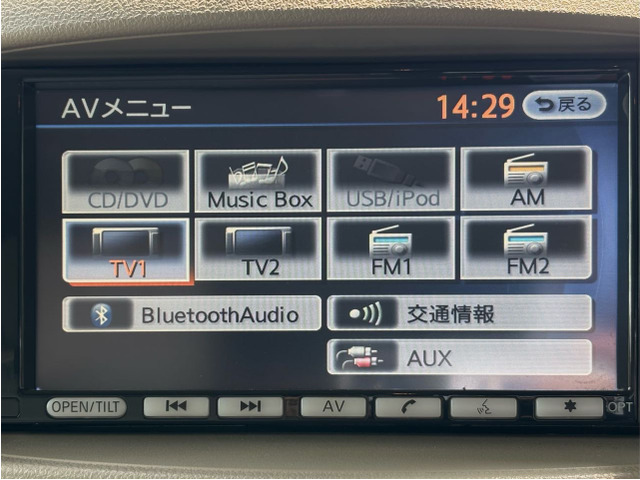 AVメニュー 14:29 戻る
CD/DVD Music Box USB/iPod AM
TV1 TV2 FM1 FM2
BluetoothAudio 交通情報
AUX
OPEN/TILT AV OPT